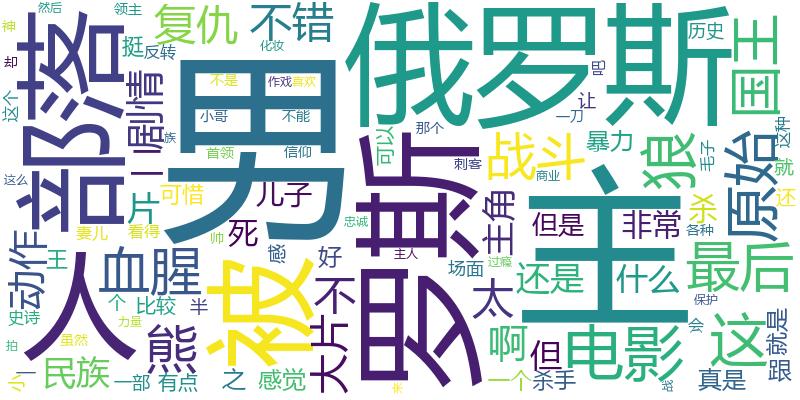 然后
领主
复仇
不错
俄罗斯
历史
神
却
挺
反转
化妆
吧
国王
部落
这个
剧情
男
不是
作戏
喜欢
让
小哥
不能
一刀
族
那个
暴力
狼
毛子
这种
原始
首领
信仰
可以
斯
战斗
刺客
商业
就
这么
片
可惜
儿子
主角
主
杀
还
妻儿
看得
忠诚
但是
非常
各种
动作
王
人
血腥
帅
死
感
好
主人
场面
过瘾
还是
什么
最后
个
比较
半
被
不
罗
太
保护
史诗
力量
熊
大片
啊
电影
会
这
就是
拍
虽然
小
一
民族
一部
有点
之
感觉
但
一个
杀手
米
战
真是
跟